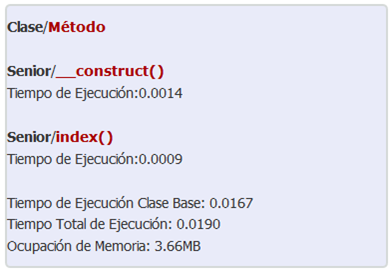 Clase/Método
Senior/__construct()
Tiempo de Ejecución:0.0014
Senior/index()
Tiempo de Ejecución:0.0009
Tiempo de Ejecución Clase Base: 0.0167
Tiempo Total de Ejecución: 0.0190
Ocupación de Memoria: 3.66MB